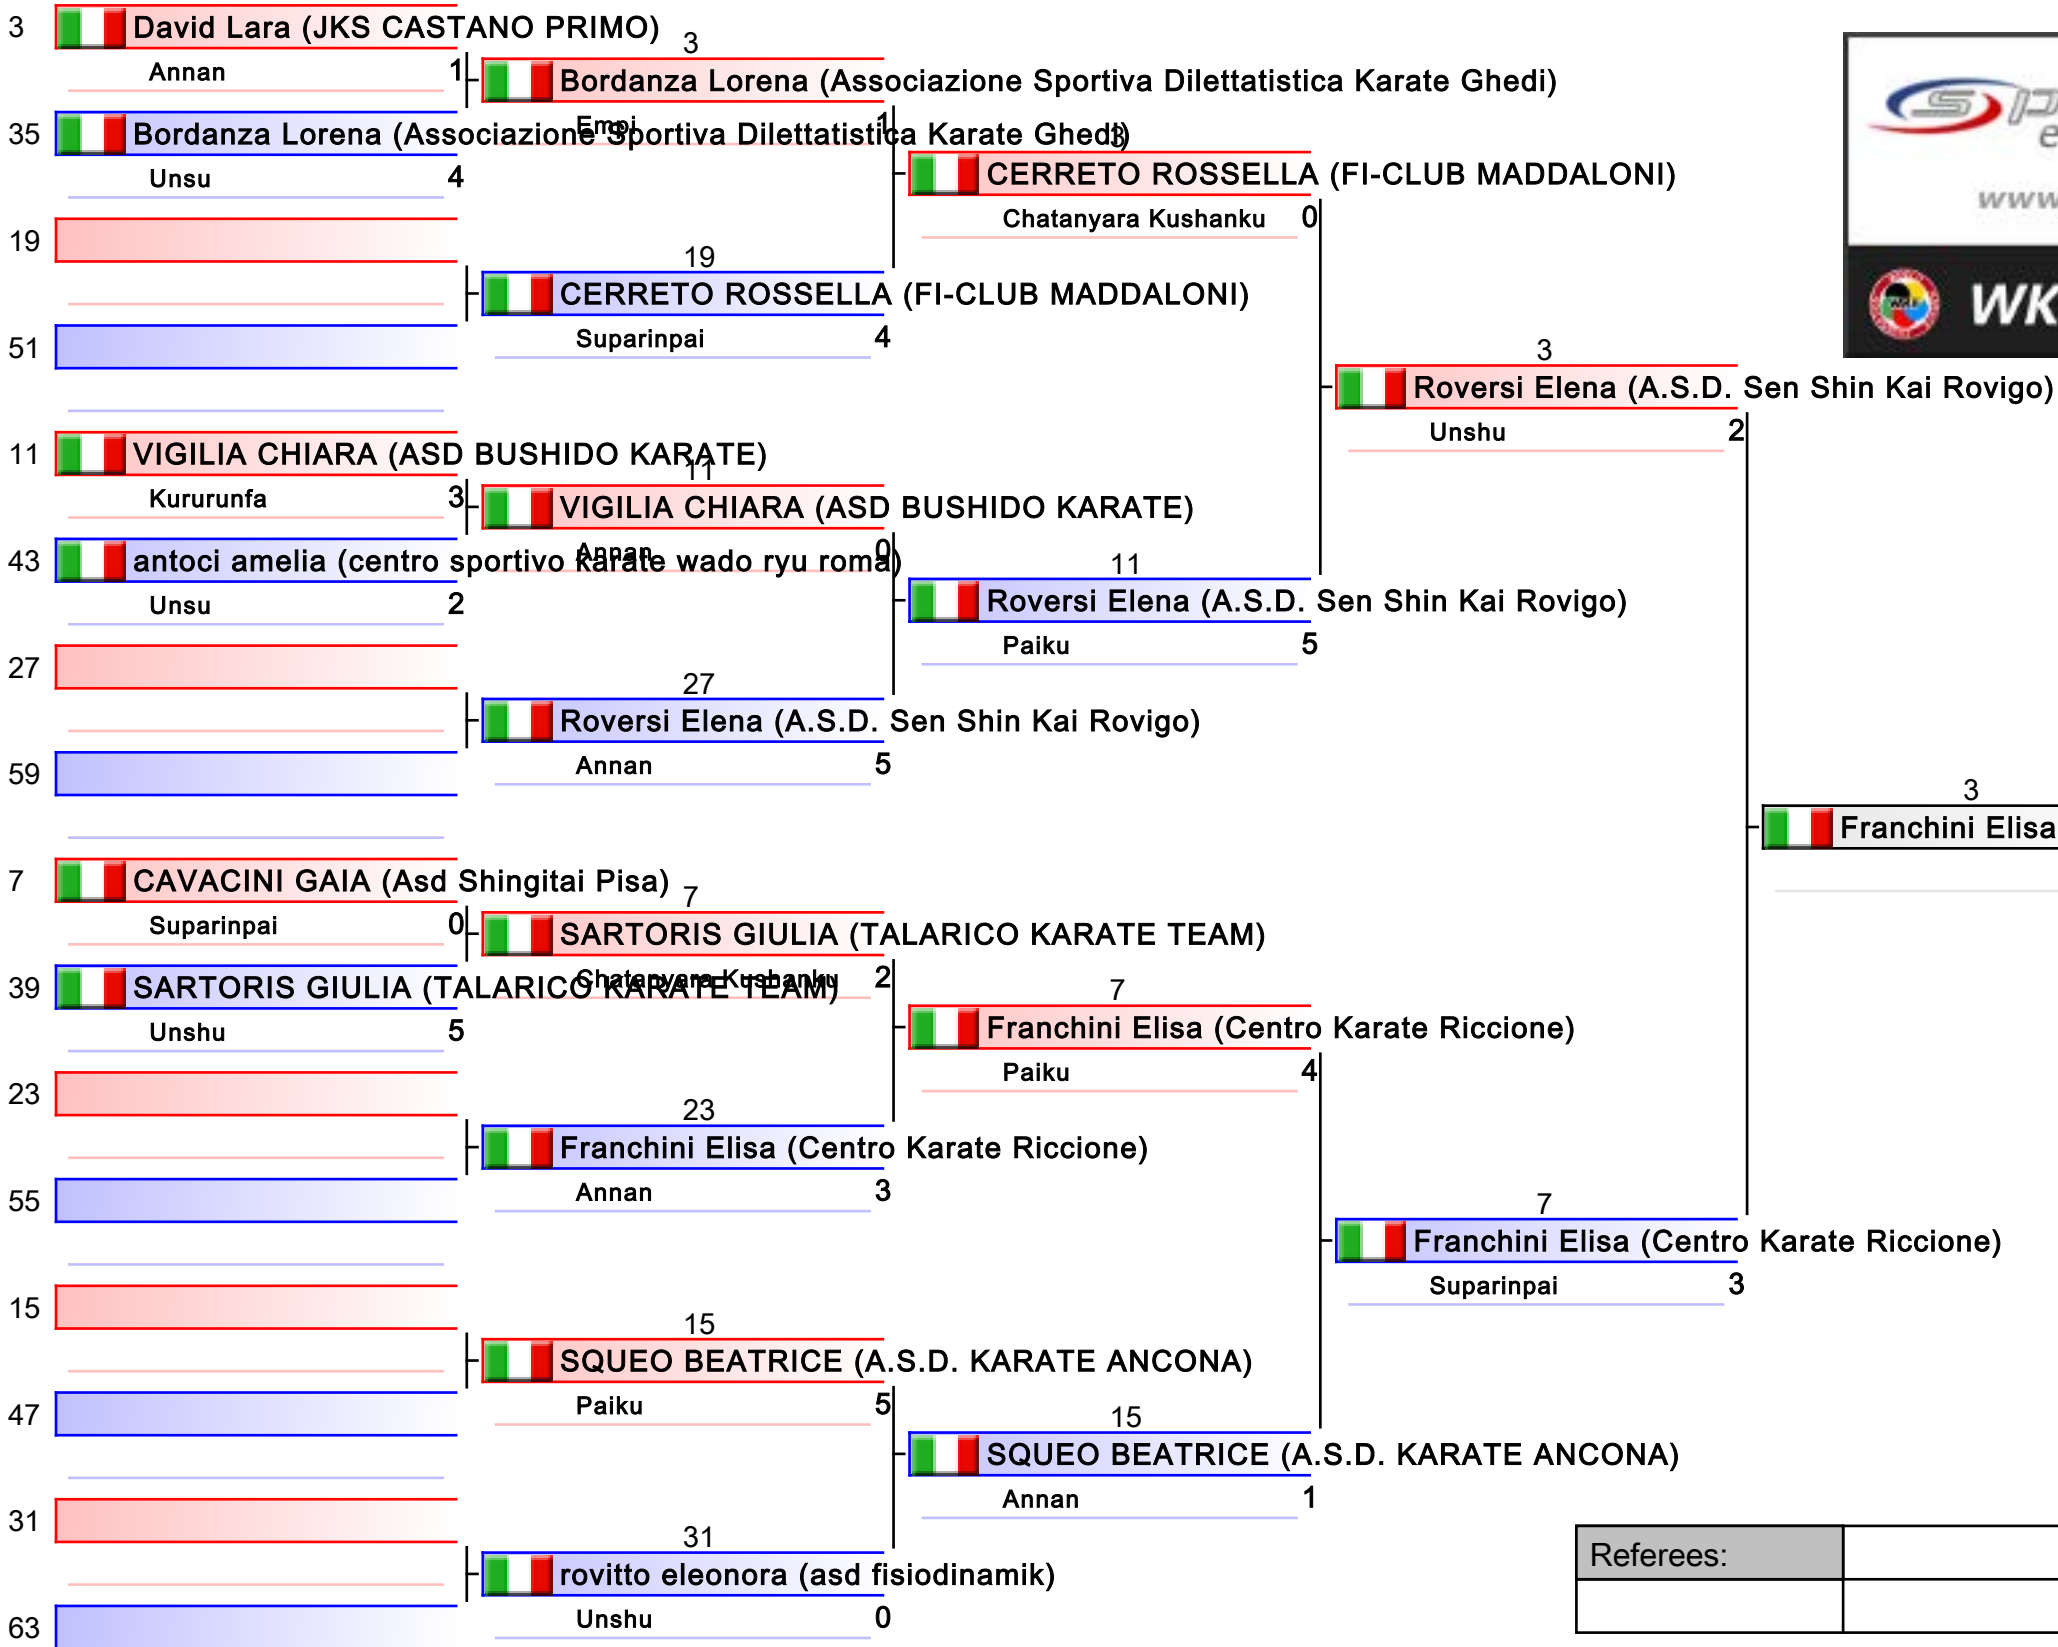 3 David Lara (JKS CASTANO PRIMO)
Annan 1
3
Bordanza Lorena (Associazione Sportiva Dilettatistica Karate Ghedi)
Empi 1
35 Bordanza Lorena (Associazione Sportiva Dilettatistica Karate Ghedi)
Unsu 4
3
CERRETO ROSSELLA (FI-CLUB MADDALONI)
Chatanyara Kushanku 0
19
19
CERRETO ROSSELLA (FI-CLUB MADDALONI)
Suparinpai 4
51
3
Roversi Elena (A.S.D. Sen Shin Kai Rovigo)
Unshu 2
11 VIGILIA CHIARA (ASD BUSHIDO KARATE)
Kururunfa 3
11
VIGILIA CHIARA (ASD BUSHIDO KARATE)
Annan 0
43 antoci amelia (centro sportivo karate wado ryu roma)
Unsu 2
11
Roversi Elena (A.S.D. Sen Shin Kai Rovigo)
Paiku 5
27
27
Roversi Elena (A.S.D. Sen Shin Kai Rovigo)
Annan 5
59
3
Franchini Elisa
7 CAVACINI GAIA (Asd Shingitai Pisa)
Suparinpai 0
7
SARTORIS GIULIA (TALARICO KARATE TEAM)
Chatanyara Kushanku 2
39 SARTORIS GIULIA (TALARICO KARATE TEAM)
Unshu 5
7
Franchini Elisa (Centro Karate Riccione)
Paiku 4
23
23
Franchini Elisa (Centro Karate Riccione)
Annan 3
55
7
Franchini Elisa (Centro Karate Riccione)
Suparinpai 3
15
15
SQUEO BEATRICE (A.S.D. KARATE ANCONA)
Paiku 5
47
15
SQUEO BEATRICE (A.S.D. KARATE ANCONA)
Annan 1
31
31
rovitto eleonora (asd fisiodinamik)
Unshu 0
63
Referees:
www
WK